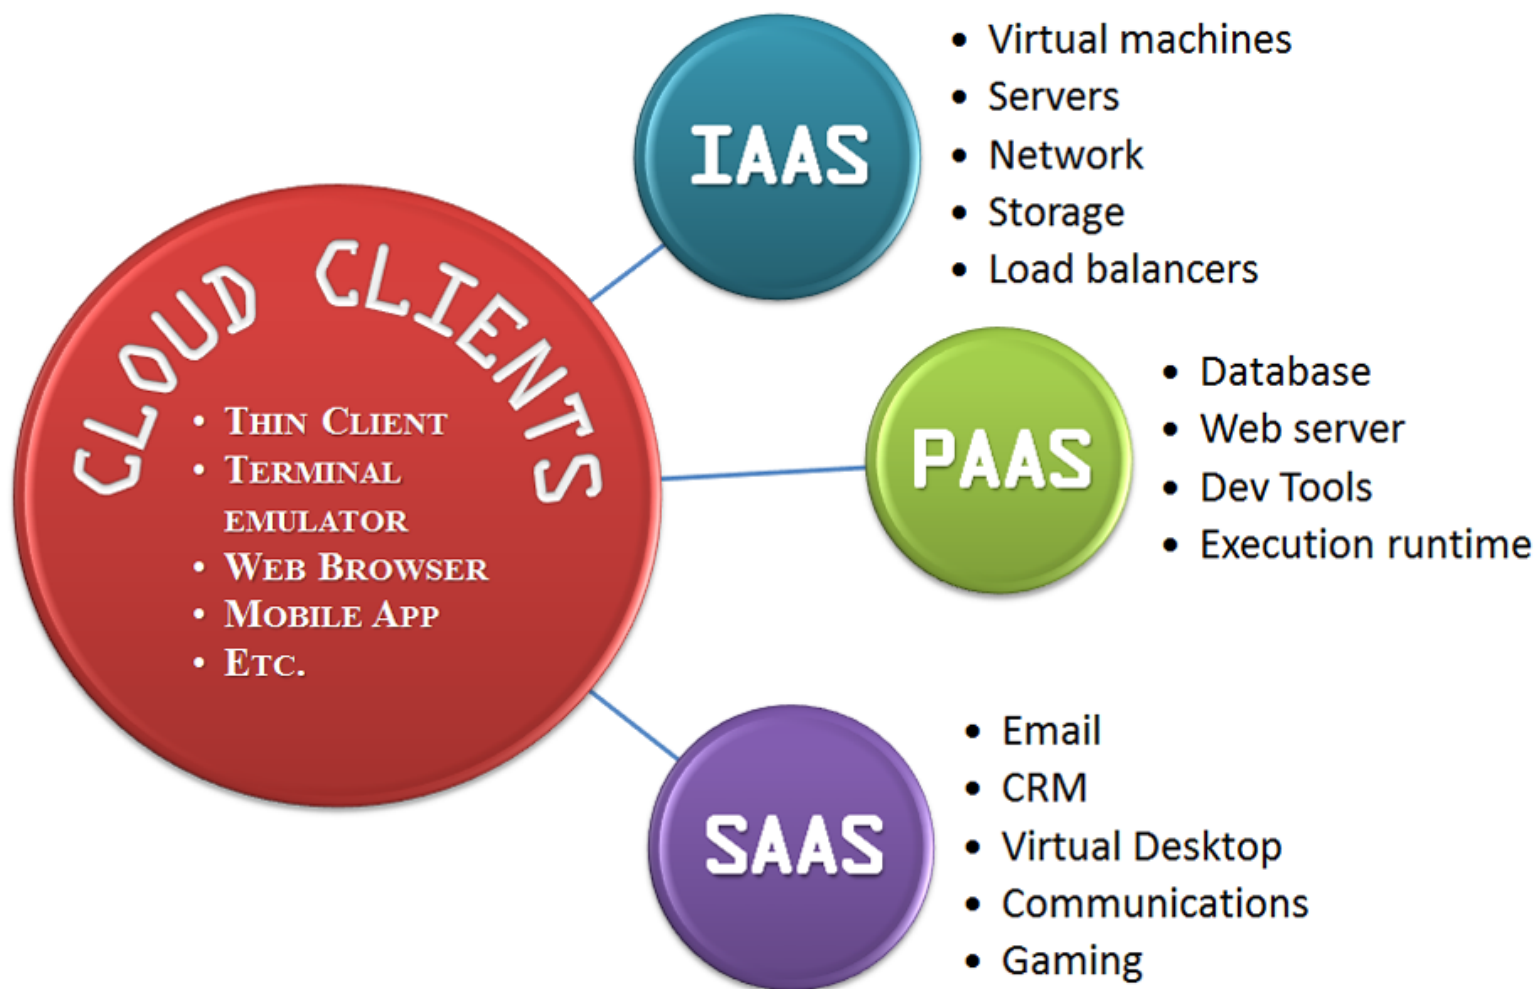 CLOUD CLIENTS
• THIN CLIENT
• TERMINAL
EMULATOR
• WEB BROWSER
• MOBILE APP
• ETC.
IAAS
• Virtual machines
• Servers
• Network
• Storage
• Load balancers
PAAS
• Database
• Web server
• Dev Tools
• Execution runtime
SAAS
• Email
• CRM
• Virtual Desktop
• Communications
• Gaming